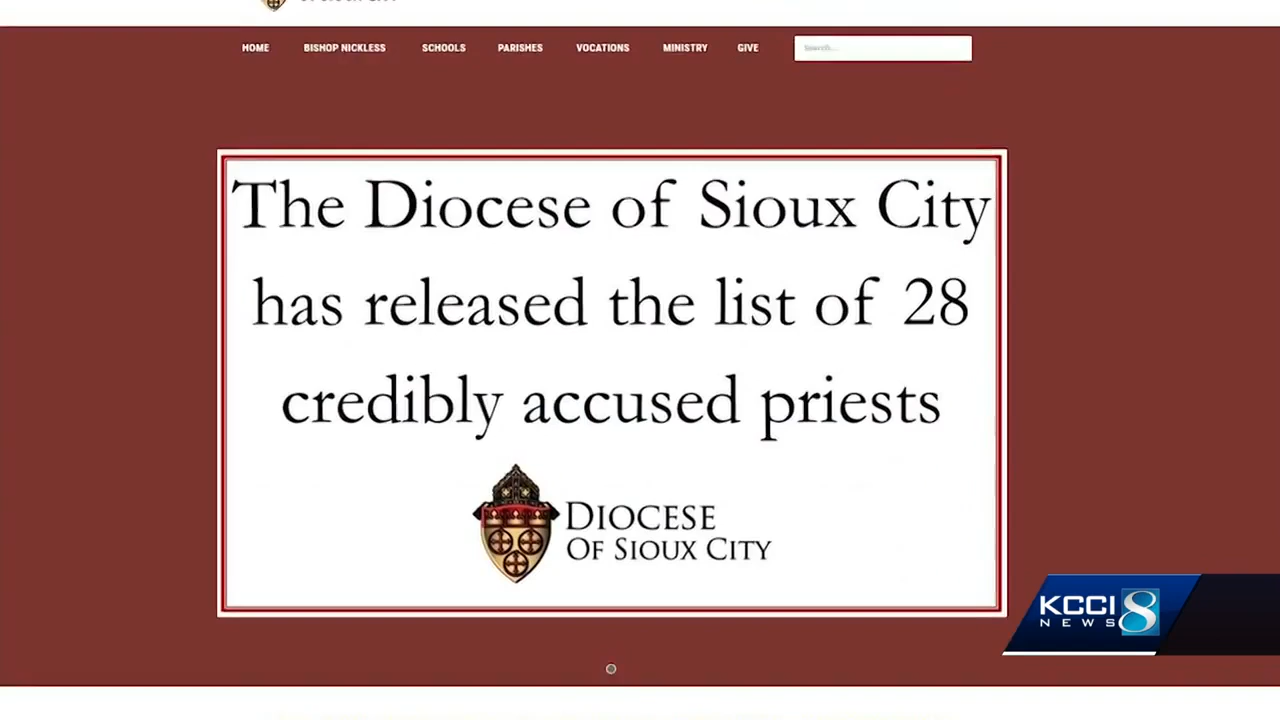 HOME BISHOP NICKLESS SCHOOLS PARISHES VOCATIONS MINISTRY GIVE Search...
The Diocese of Sioux City
has released the list of 28
credibly accused priests
DIOCESE
OF SIOUX CITY
KCCI 8
NEWS